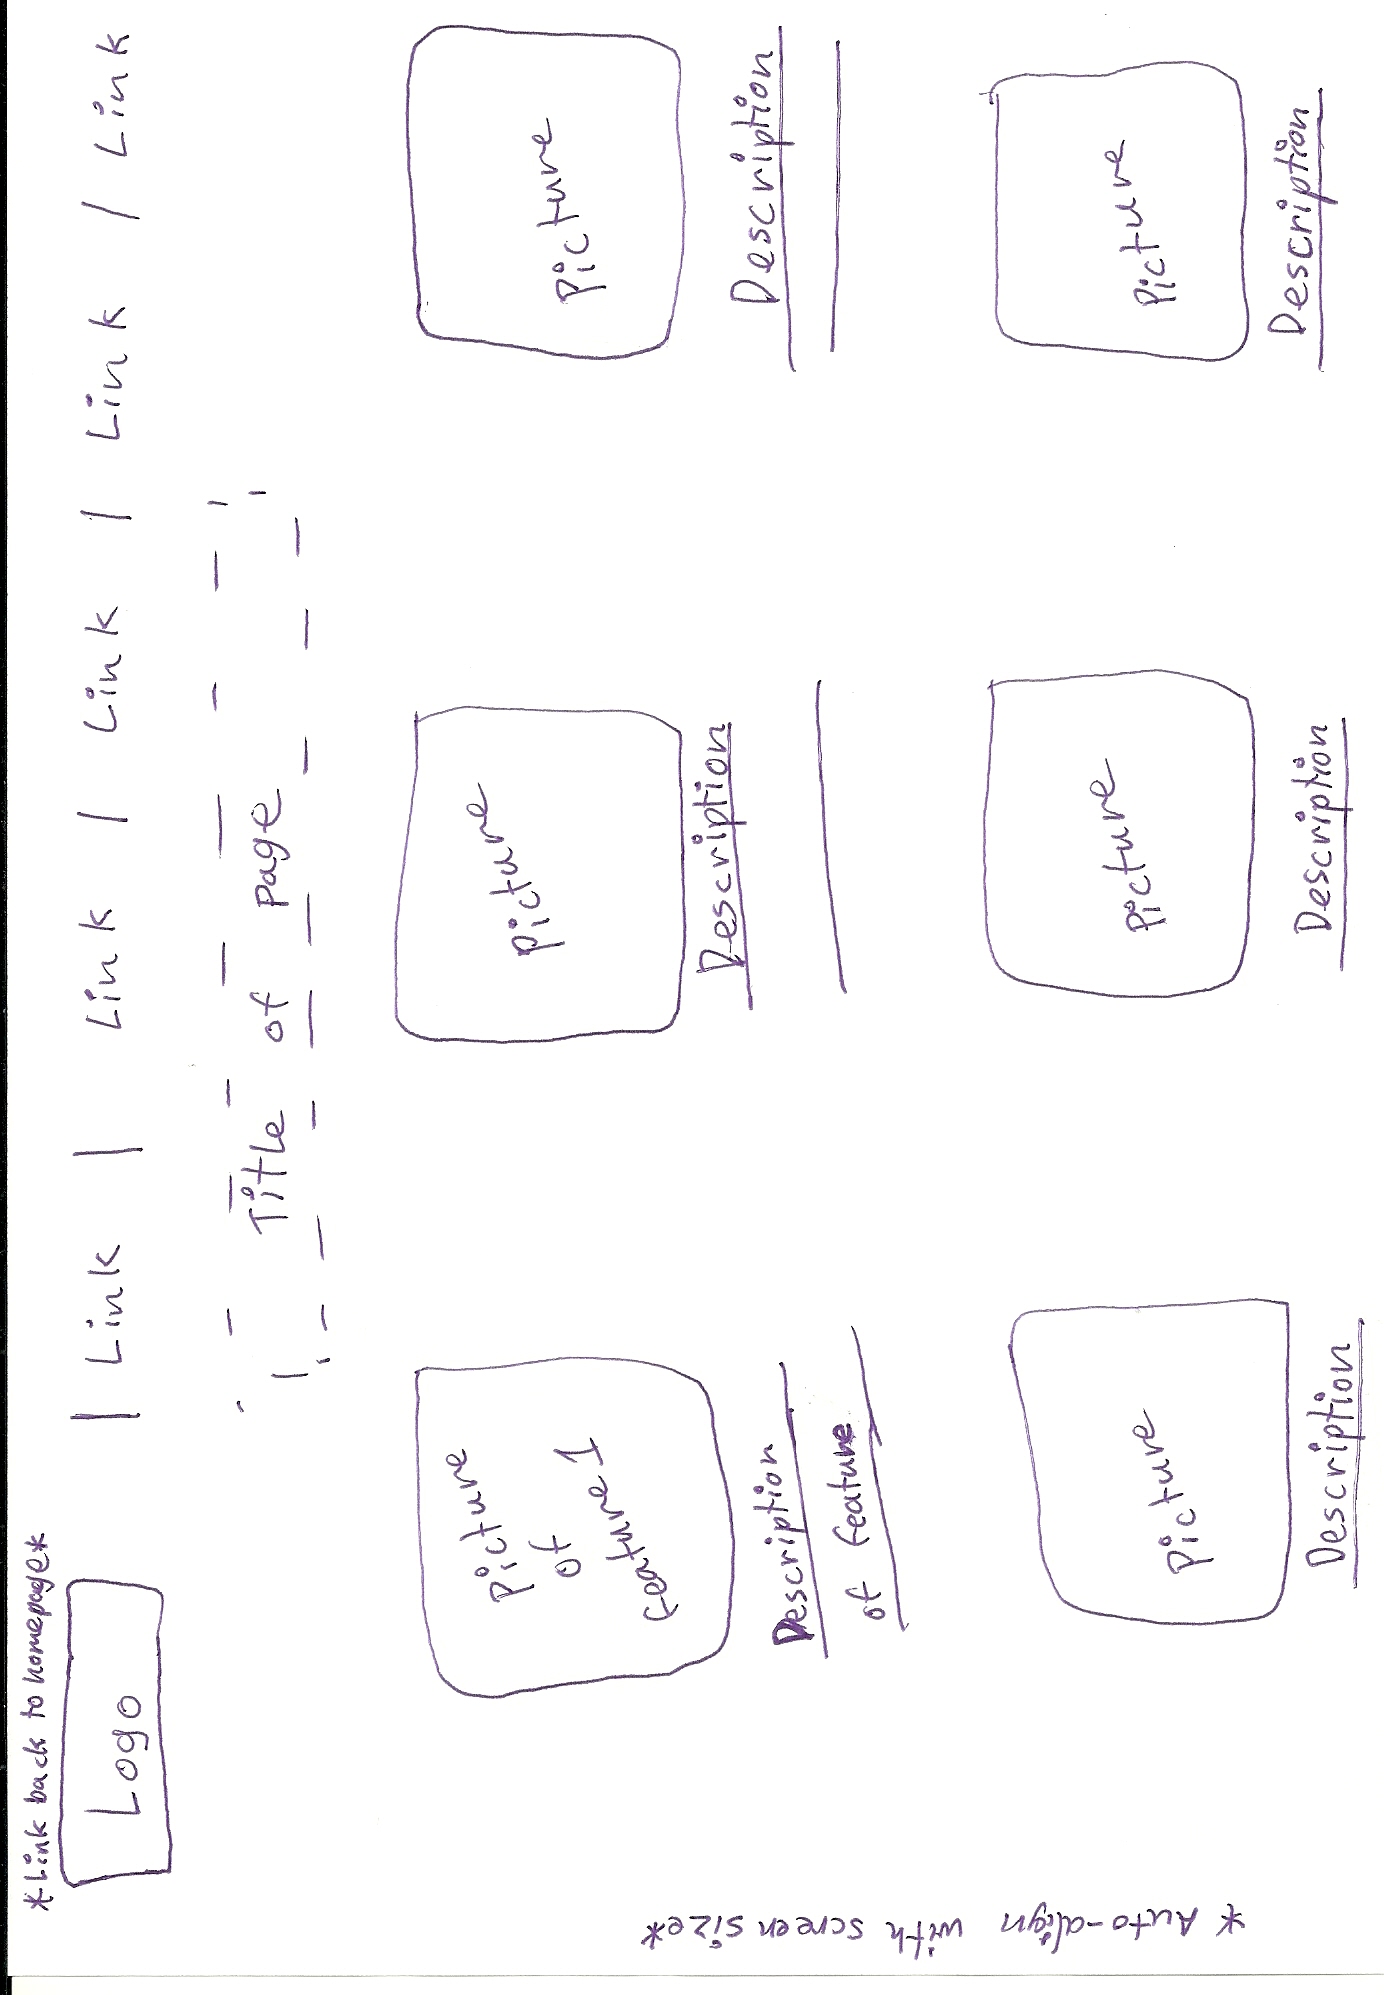 *Link back to homepage*
Logo
| Link | Link | Link | Link | Link
Title of page
Picture
of
feature 1
Picture
Picture
Description
of feature
Description
Description
Picture
Picture
Picture
Description
Description
Description
* Auto-align with screen size*